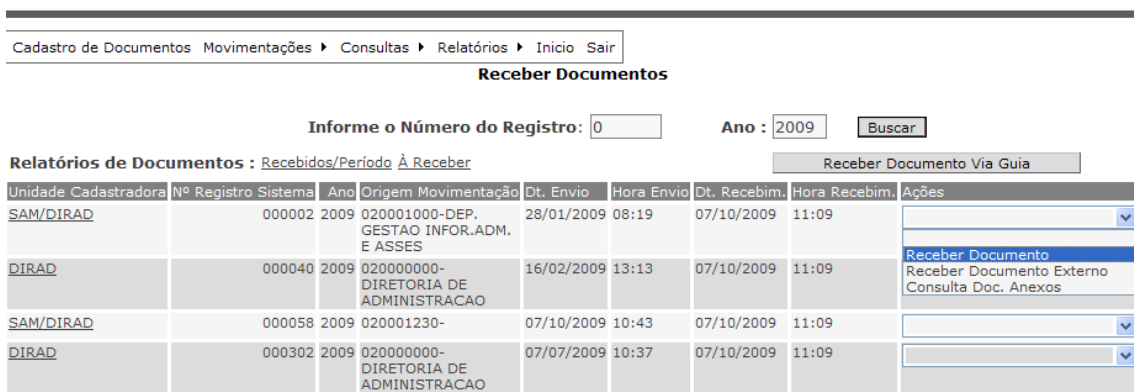 Cadastro de Documentos Movimentações Consultas Relatórios Inicio Sair
Receber Documentos
Informe o Número do Registro: 0 Ano : 2009 Buscar
Relatórios de Documentos : Recebidos/Período À Receber Receber Documento Via Guia
Unidade Cadastradora Nº Registro Sistema Ano Origem Movimentação Dt. Envio Hora Envio Dt. Recebim. Hora Recebim. Ações
SAM/DIRAD 000002 2009 020001000-DEP. 28/01/2009 08:19 07/10/2009 11:09
GESTAO INFOR.ADM.
E ASSES
Receber Documento
DIRAD 000040 2009 020000000- 16/02/2009 13:13 07/10/2009 11:09 Receber Documento Externo
DIRETORIA DE Consulta Doc. Anexos
ADMINISTRACAO
SAM/DIRAD 000058 2009 020001230- 07/10/2009 10:43 07/10/2009 11:09
DIRAD 000302 2009 020000000- 07/07/2009 10:37 07/10/2009 11:09
DIRETORIA DE
ADMINISTRACAO